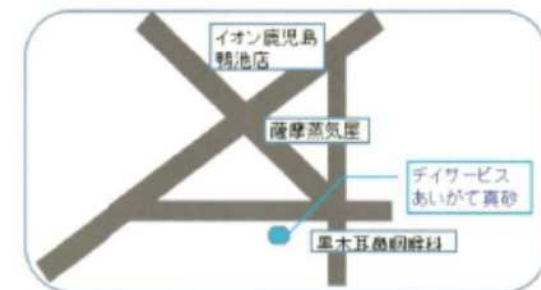 イオン鹿児島
鴨池店
薩摩蒸気屋
デイサービス
あいがて真砂
黒木耳鼻咽喉科